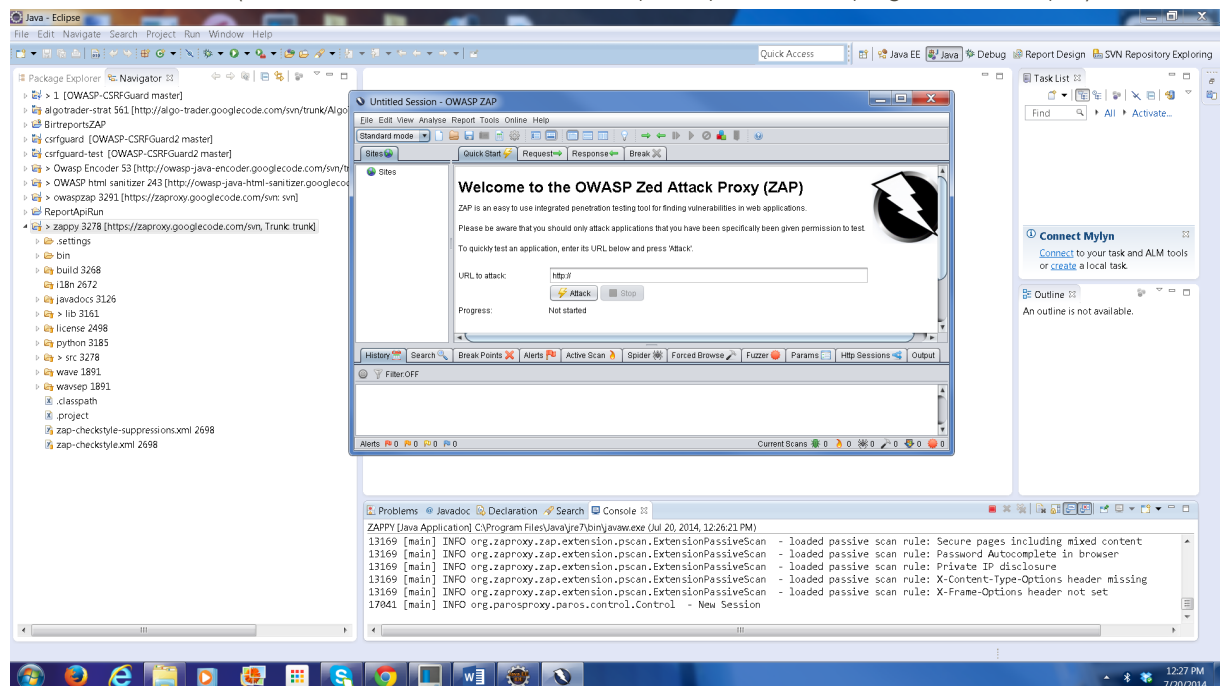 Java - Eclipse
File Edit Navigate Search Project Run Window Help
Quick Access
Java EE
Java
Debug
Report Design
SVN Repository Exploring
Package Explorer
Navigator
> 1 [OWASP-CSRFGuard master]
algotrader-strat 561 [http://algo-trader.googlecode.com/svn/trunk/Algo
BirtreportsZAP
csrfguard [OWASP-CSRFGuard2 master]
csrfguard-test [OWASP-CSRFGuard2 master]
> Owasp Encoder 53 [http://owasp-java-encoder.googlecode.com/svn/tr
> OWASP html sanitizer 243 [http://owasp-java-html-sanitizer.googlecod
> owaspzap 3291 [https://zaproxy.googlecode.com/svn: svn]
ReportApiRun
> zappy 3278 [https://zaproxy.googlecode.com/svn, Trunk: trunk]
.settings
bin
build 3268
i18n 2672
javadocs 3126
> lib 3161
license 2498
python 3185
> src 3278
wave 1891
wavsep 1891
.classpath
.project
zap-checkstyle-suppressions.xml 2698
zap-checkstyle.xml 2698
Untitled Session - OWASP ZAP
File Edit View Analyse Report Tools Online Help
Standard mode
Sites
Quick Start
Request
Response
Break
Sites
Welcome to the OWASP Zed Attack Proxy (ZAP)
ZAP is an easy to use integrated penetration testing tool for finding vulnerabilities in web applications.
Please be aware that you should only attack applications that you have been specifically been given permission to test.
To quickly test an application, enter its URL below and press 'Attack'.
URL to attack: http://
Attack
Stop
Progress: Not started
History
Search
Break Points
Alerts
Active Scan
Spider
Forced Browse
Fuzzer
Params
Http Sessions
Output
Filter:OFF
Alerts 0 0 0 0
Current Scans 0 0 0 0 0 0
Task List
Find
All
Activate...
Connect Mylyn
Connect to your task and ALM tools
or create a local task.
Outline
An outline is not available.
Problems
Javadoc
Declaration
Search
Console
ZAPPY [Java Application] C:\Program Files\Java\jre7\bin\javaw.exe (Jul 20, 2014, 12:26:21 PM)
13169 [main] INFO org.zaproxy.zap.extension.pscan.ExtensionPassiveScan - loaded passive scan rule: Secure pages including mixed content
13169 [main] INFO org.zaproxy.zap.extension.pscan.ExtensionPassiveScan - loaded passive scan rule: Password Autocomplete in browser
13169 [main] INFO org.zaproxy.zap.extension.pscan.ExtensionPassiveScan - loaded passive scan rule: Private IP disclosure
13169 [main] INFO org.zaproxy.zap.extension.pscan.ExtensionPassiveScan - loaded passive scan rule: X-Content-Type-Options header missing
13169 [main] INFO org.zaproxy.zap.extension.pscan.ExtensionPassiveScan - loaded passive scan rule: X-Frame-Options header not set
17041 [main] INFO org.parosproxy.paros.control.Control - New Session
12:27 PM
7/20/2014